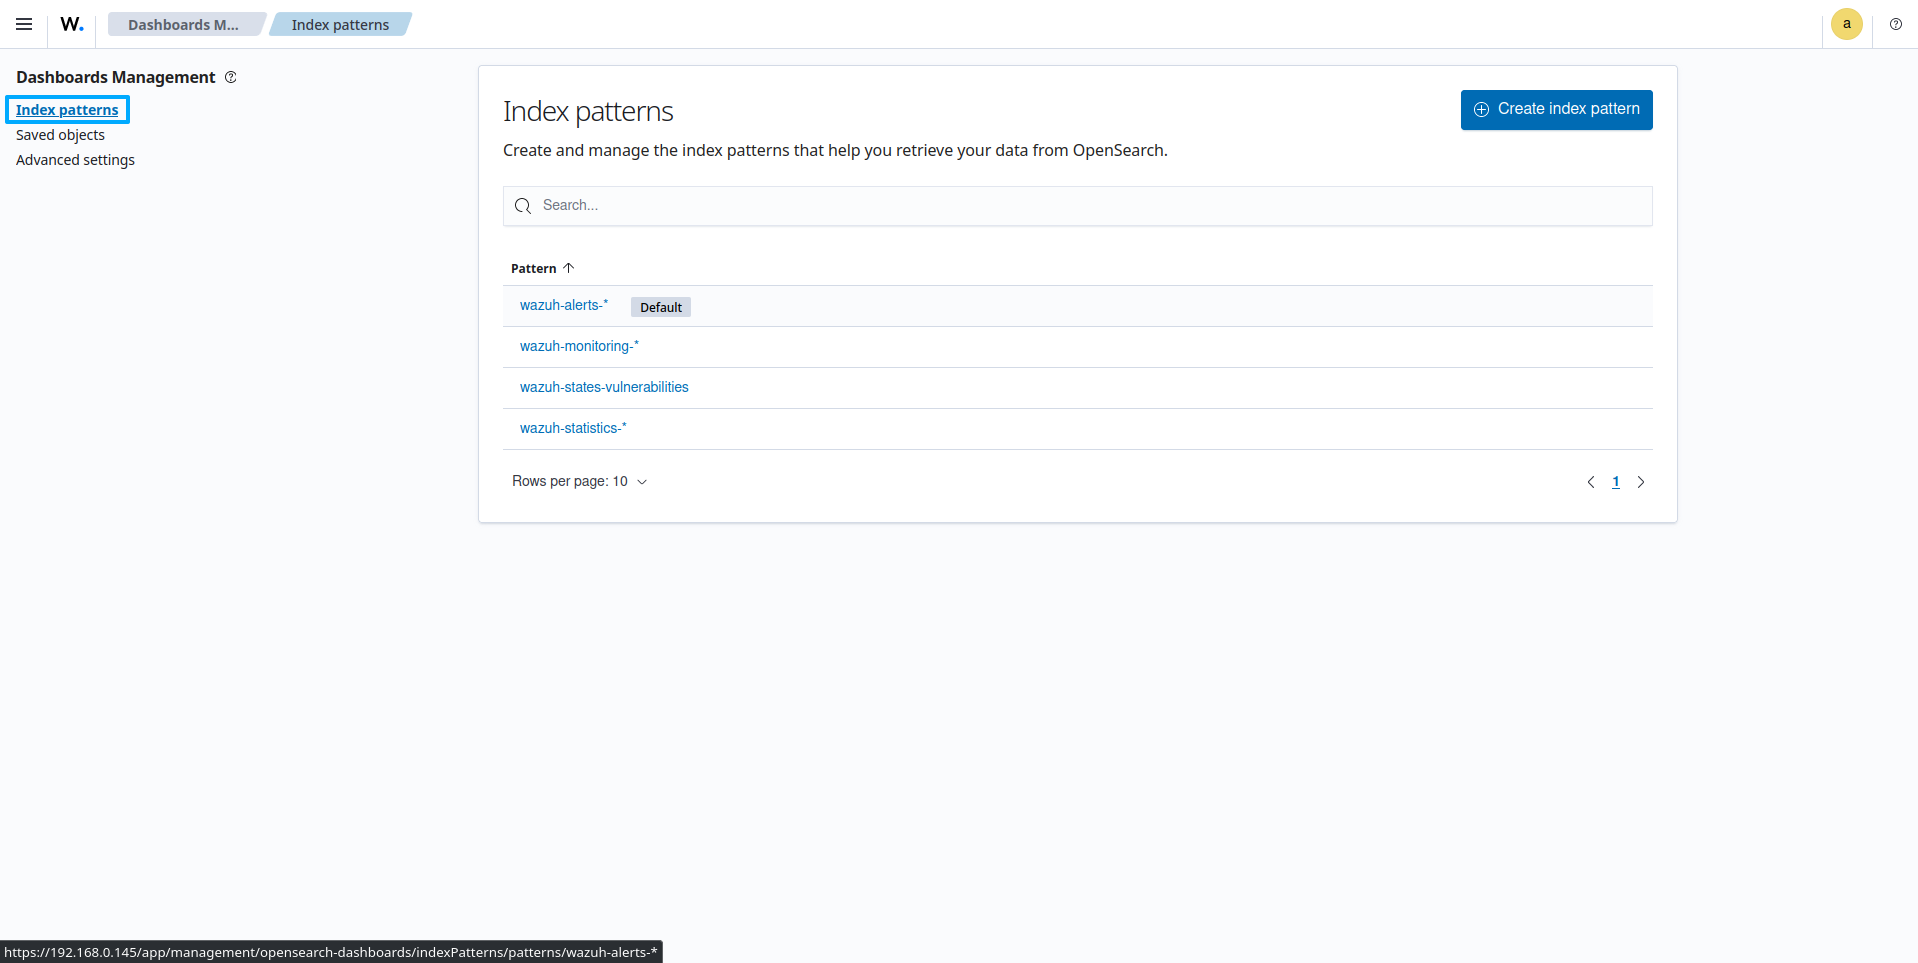 W.
Dashboards M...
Index patterns
a
Dashboards Management
Index patterns
Saved objects
Advanced settings
Index patterns
Create index pattern
Create and manage the index patterns that help you retrieve your data from OpenSearch.
Search...
Pattern
wazuh-alerts-* Default
wazuh-monitoring-*
wazuh-states-vulnerabilities
wazuh-statistics-*
Rows per page: 10
1
https://192.168.0.145/app/management/opensearch-dashboards/indexPatterns/patterns/wazuh-alerts-*